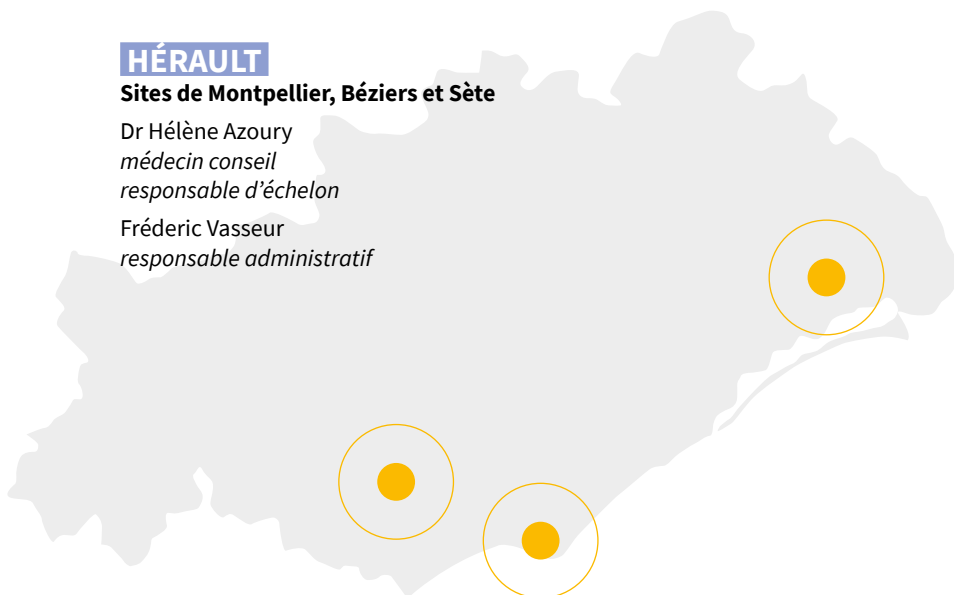 HÉRAULT
Sites de Montpellier, Béziers et Sète
Dr Hélène Azoury
médecin conseil
responsable d’échelon
Fréderic Vasseur
responsable administratif